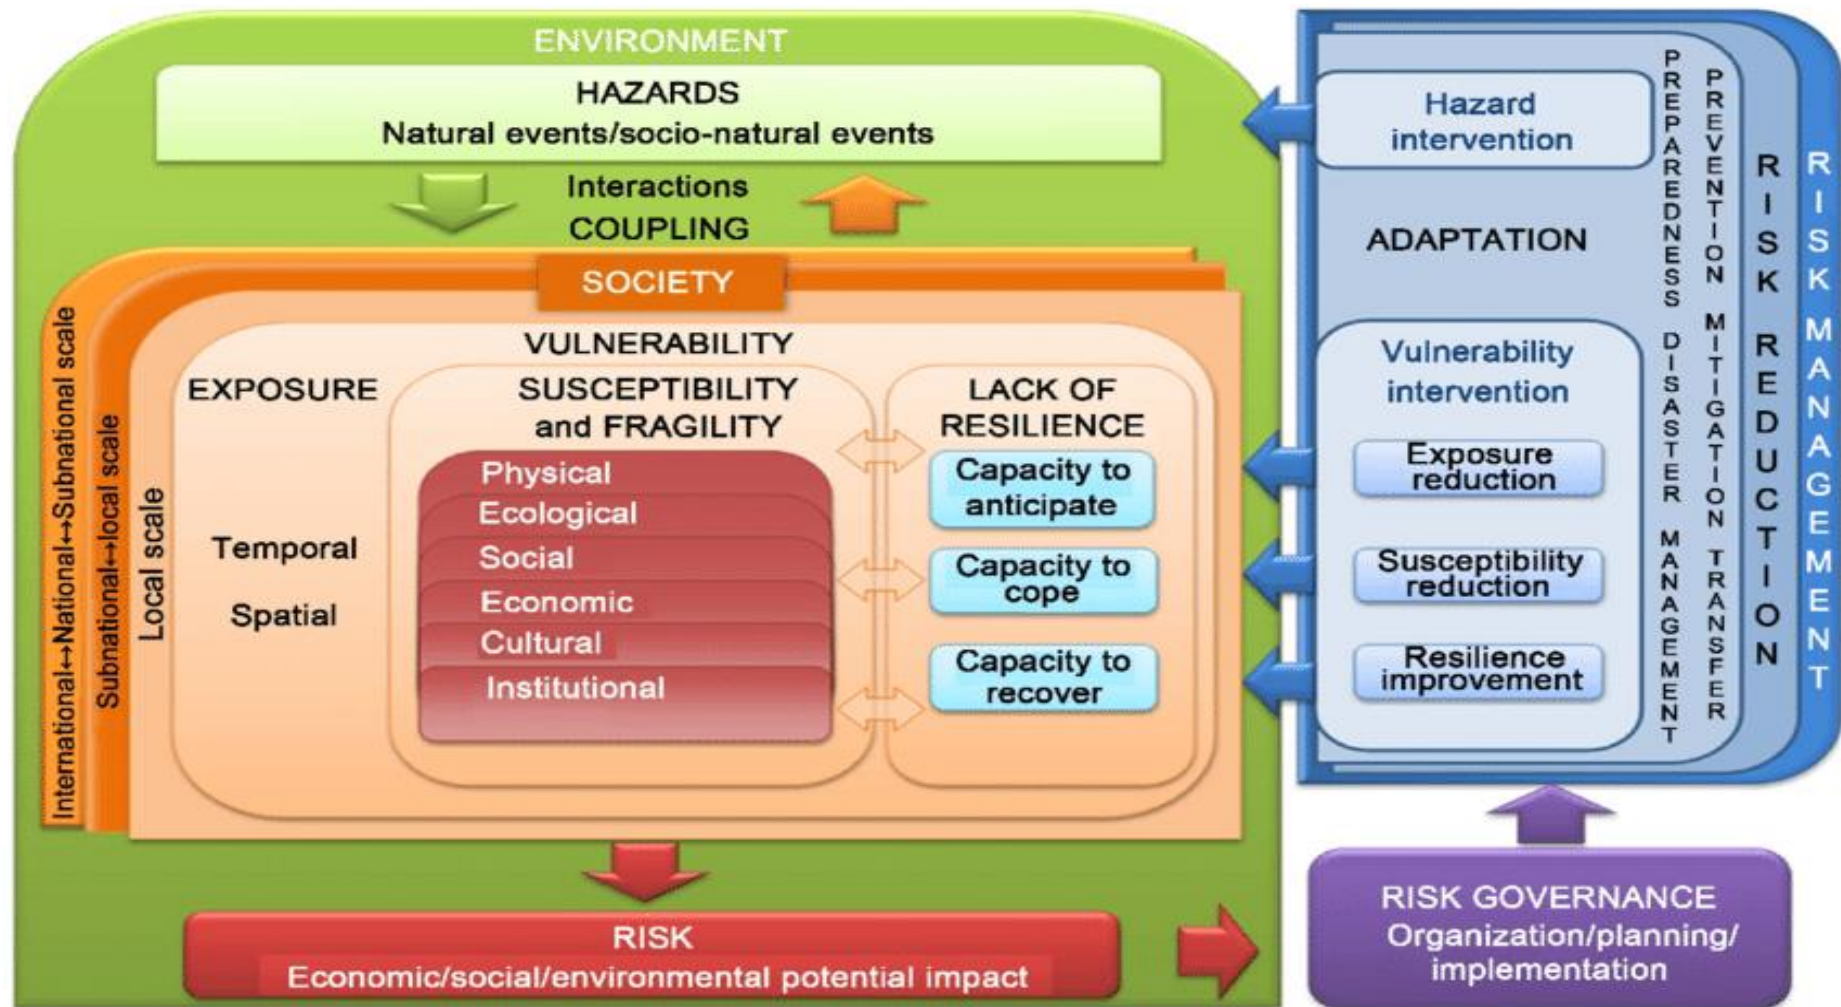 ENVIRONMENT
HAZARDS
Natural events/socio-natural events
Interactions
COUPLING
SOCIETY
International↔National↔Subnational scale
Subnational↔local scale
Local scale
VULNERABILITY
EXPOSURE
Temporal
Spatial
SUSCEPTIBILITY
and FRAGILITY
Physical
Ecological
Social
Economic
Cultural
Institutional
LACK OF
RESILIENCE
Capacity to
anticipate
Capacity to
cope
Capacity to
recover
RISK
Economic/social/environmental potential impact
Hazard
intervention
ADAPTATION
Vulnerability
intervention
Exposure
reduction
Susceptibility
reduction
Resilience
improvement
PREPAREDNESS DISASTER MANAGEMENT
PREVENTION MITIGATION TRANSFER
RISK REDUCTION
RISK MANAGEMENT
RISK GOVERNANCE
Organization/planning/
implementation